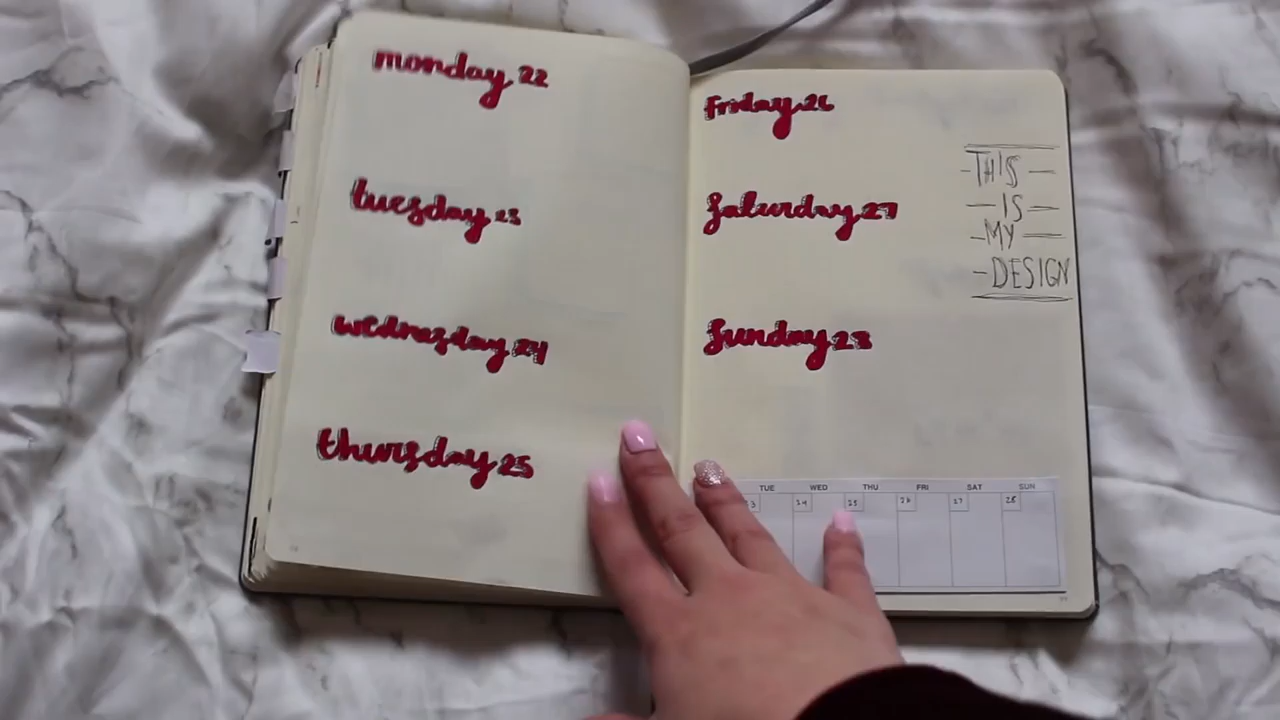 monday 22
tuesday 23
wednesday 24
thursday 25
Friday 26
Saturday 27
Sunday 28
-THIS-
-IS-
-MY-
-DESIGN
TUE WED THU FRI SAT SUN
3 24 25 26 27 28